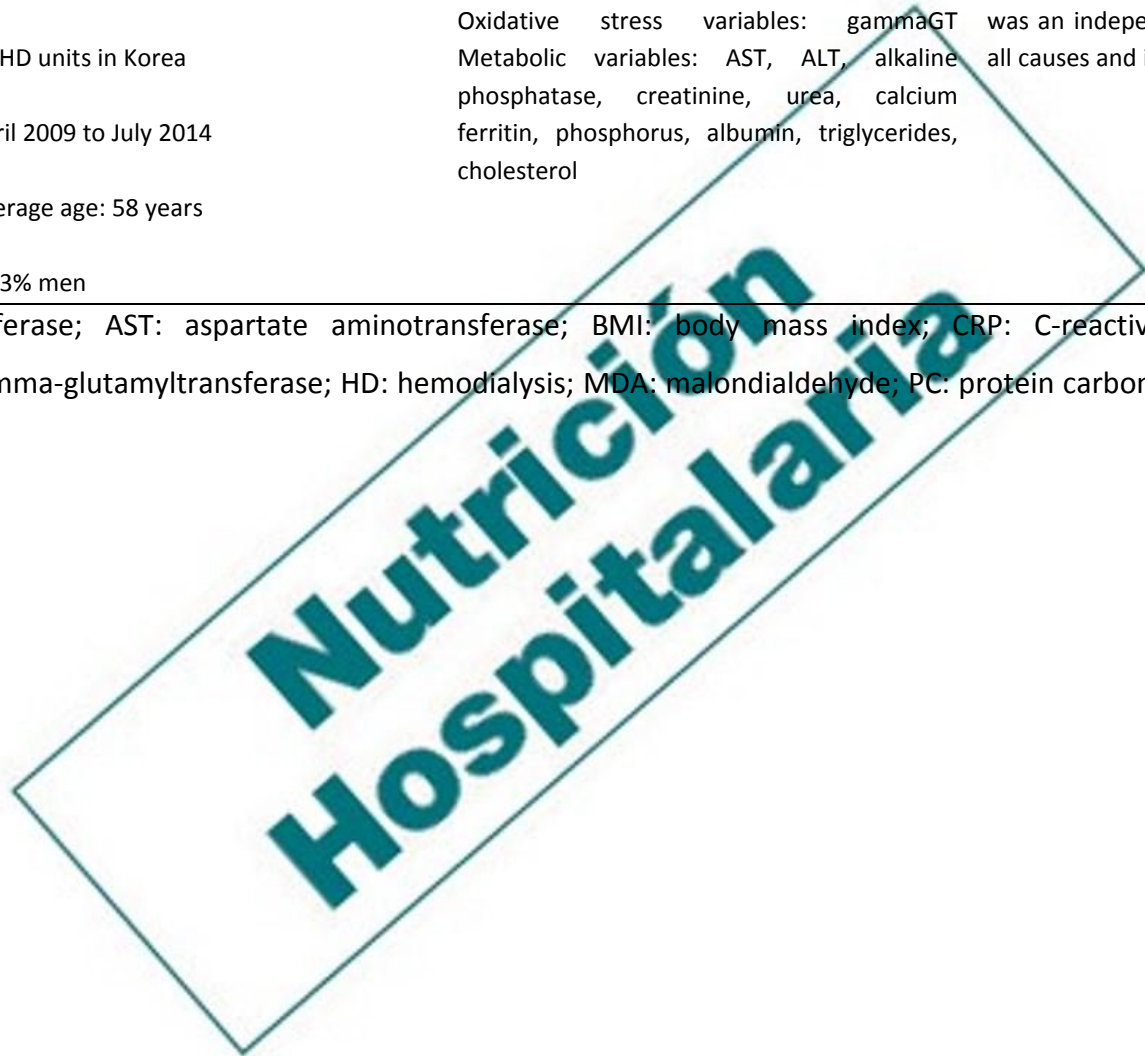 Oxidative stress variables: gammaGT was an indepe
HD units in Korea
Metabolic variables: AST, ALT, alkaline all causes and i
phosphatase, creatinine, urea, calcium
ril 2009 to July 2014
ferritin, phosphorus, albumin, triglycerides,
cholesterol
erage age: 58 years
3% men
ferase; AST: aspartate aminotransferase; BMI: body mass index; CRP: C-reactiv
mma-glutamyltransferase; HD: hemodialysis; MDA: malondialdehyde; PC: protein carbon
Nutrición
Hospitalaria